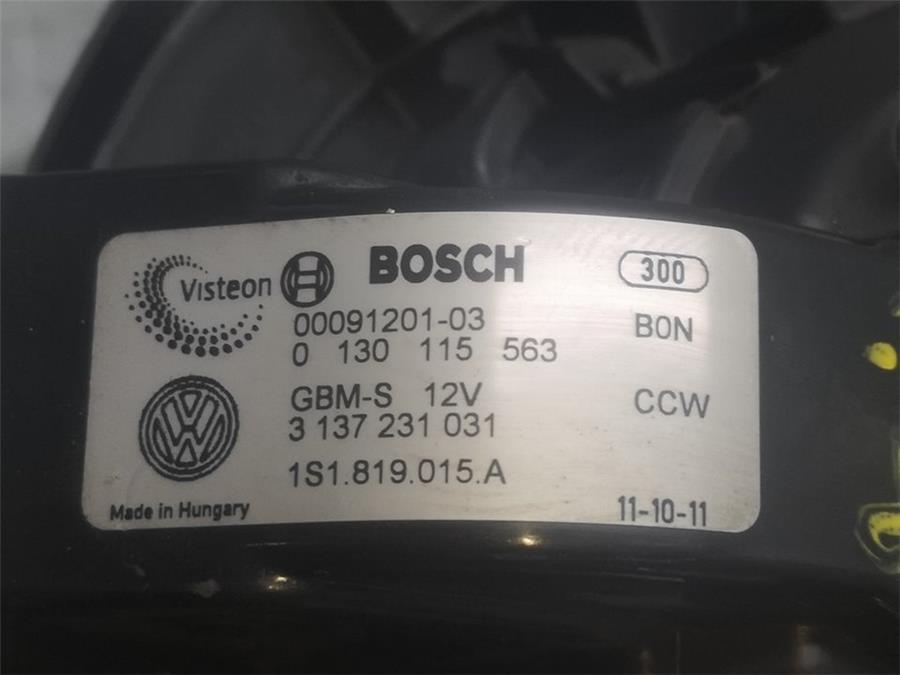 Visteon BOSCH 300
00091201-03 B0N
0 130 115 563
GBM-S 12V CCW
3 137 231 031
1S1.819.015.A
Made in Hungary 11-10-11